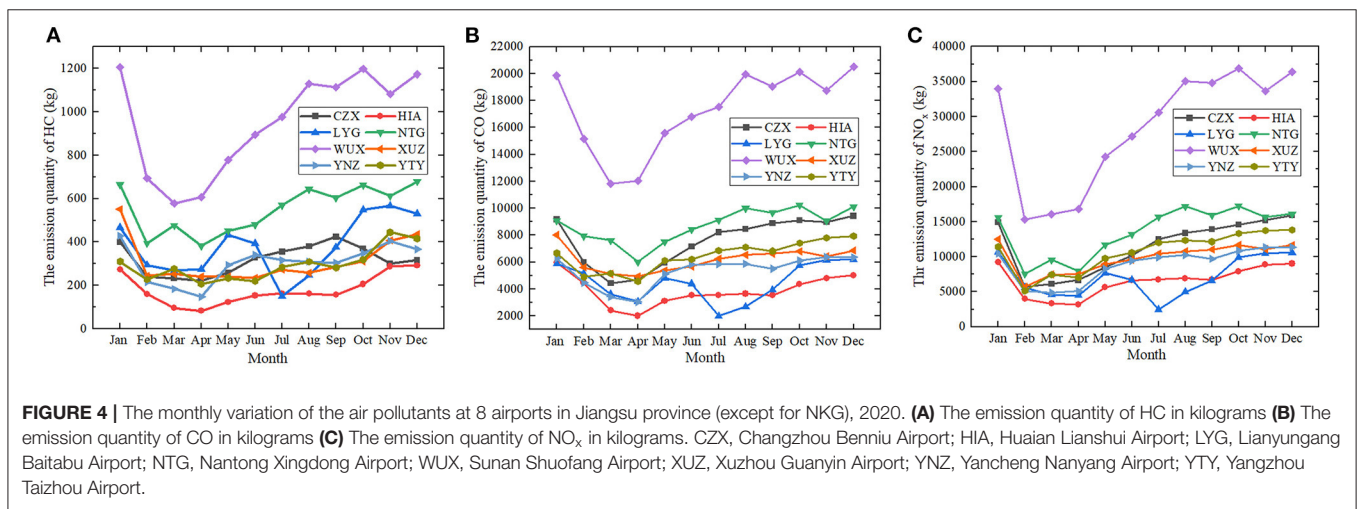 A
The emission quantity of HC (kg)
1200
1000
800
600
400
200
0
CZX HIA
LYG NTG
WUX XUZ
YNZ YTY
Jan Feb Mar Apr May Jun Jul Aug Sep Oct Nov Dec
Month
B
The emission quantity of CO (kg)
22000
20000
18000
16000
14000
12000
10000
8000
6000
4000
2000
CZX HIA
LYG NTG
WUX XUZ
YNZ YTY
Jan Feb Mar Apr May Jun Jul Aug Sep Oct Nov Dec
Month
C
Thr emission quantity of NOx (kg)
40000
35000
30000
25000
20000
15000
10000
5000
0
CZX HIA
LYG NTG
WUX XUZ
YNZ YTY
Jan Feb Mar Apr May Jun Jul Aug Sep Oct Nov Dec
Month
FIGURE 4 | The monthly variation of the air pollutants at 8 airports in Jiangsu province (except for NKG), 2020. (A) The emission quantity of HC in kilograms (B) The
emission quantity of CO in kilograms (C) The emission quantity of NOx in kilograms. CZX, Changzhou Benniu Airport; HIA, Huaian Lianshui Airport; LYG, Lianyungang
Baitabu Airport; NTG, Nantong Xingdong Airport; WUX, Sunan Shuofang Airport; XUZ, Xuzhou Guanyin Airport; YNZ, Yancheng Nanyang Airport; YTY, Yangzhou
Taizhou Airport.